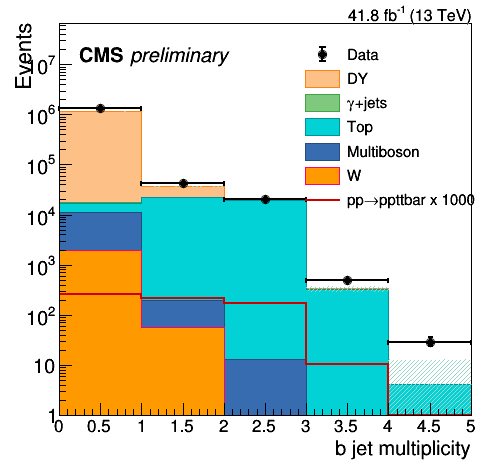 41.8 fb⁻¹ (13 TeV)
Events
CMS preliminary
Data
DY
γ+jets
Top
Multiboson
W
pp→ppttbar x 1000
10⁷
10⁶
10⁵
10⁴
10³
10²
10
1
0 0.5 1 1.5 2 2.5 3 3.5 4 4.5 5
b jet multiplicity